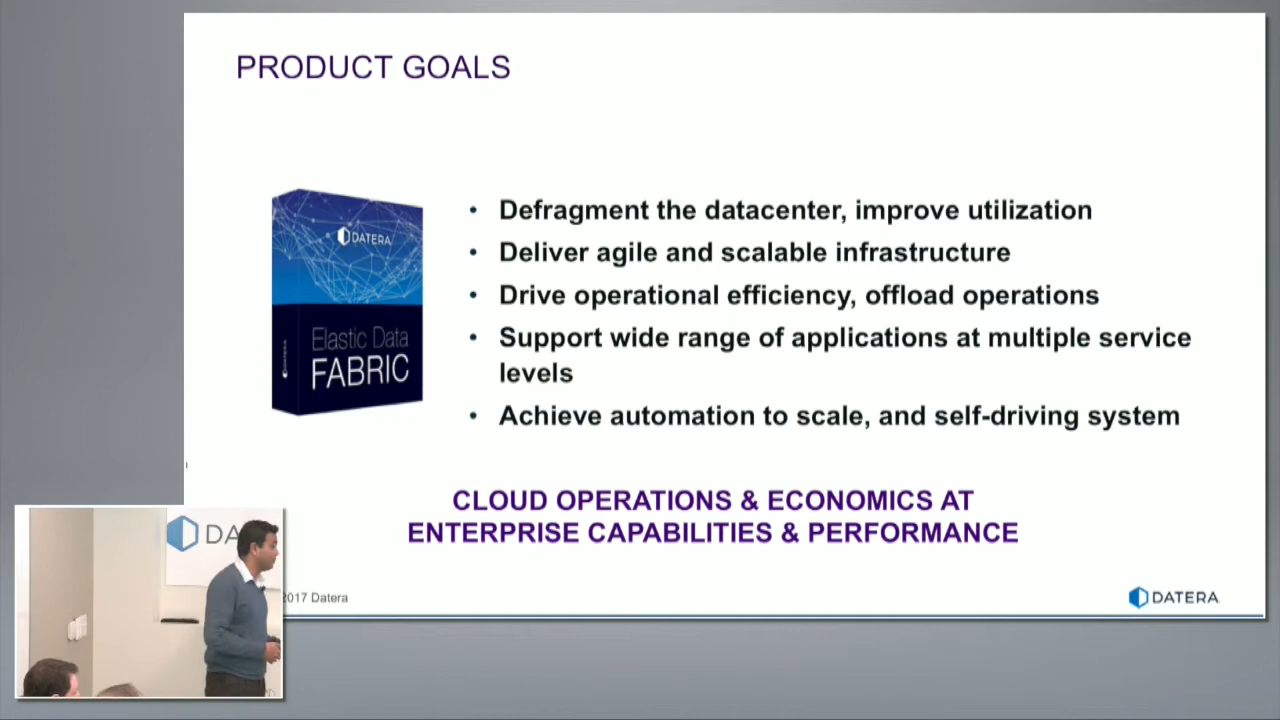 PRODUCT GOALS
DATERA
Elastic Data
FABRIC
DATERA
• Defragment the datacenter, improve utilization
• Deliver agile and scalable infrastructure
• Drive operational efficiency, offload operations
• Support wide range of applications at multiple service
levels
• Achieve automation to scale, and self-driving system
CLOUD OPERATIONS & ECONOMICS AT
ENTERPRISE CAPABILITIES & PERFORMANCE
DA
2017 Datera
DATERA